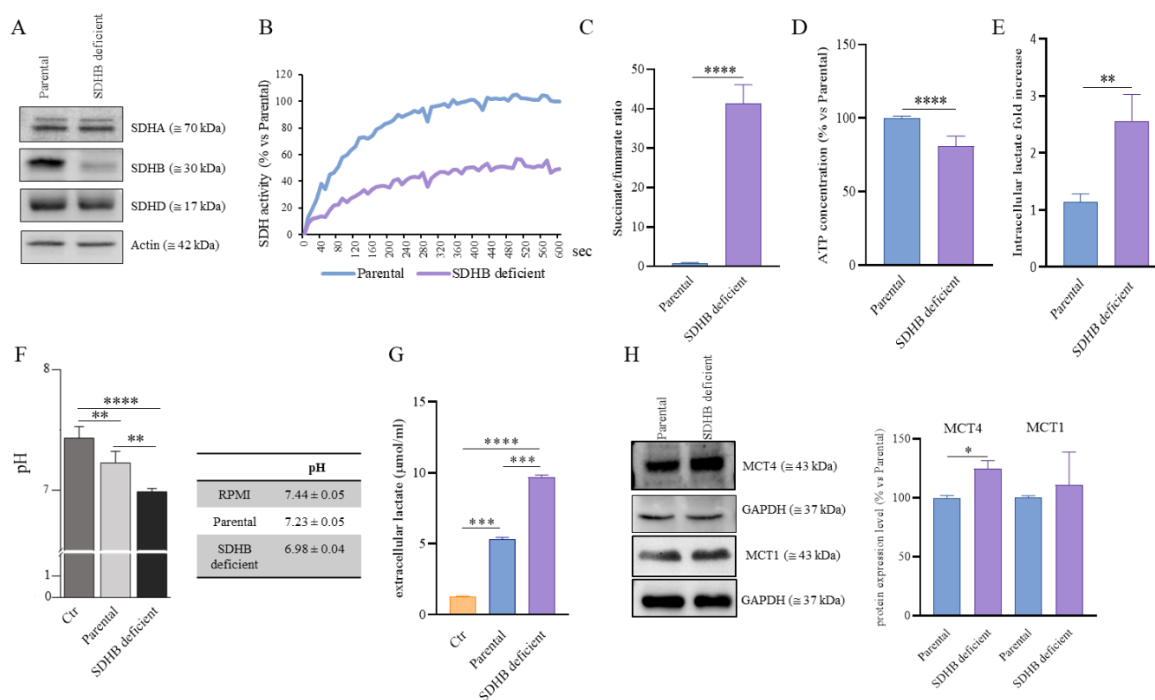 A
Parental
SDHB deficient
SDHA (≅70 kDa)
SDHB (≅30 kDa)
SDHD (≅17 kDa)
Actin (≅42 kDa)
B
SDH activity (% vs Parental)
120
100
80
60
40
20
0
0
40
80
120
160
200
240
280
320
360
400
440
480
520
560
600
sec
Parental
SDHB deficient
C
Succinate/fumarate ratio
50
40
30
20
10
0
****
Parental
SDHB deficient
D
ATP concentration (% vs Parental)
150
100
50
0
****
Parental
SDHB deficient
E
Intracellular lactate fold increase
4
3
2
1
0
**
Parental
SDHB deficient
F
pH
8
7
1
0
****
**
**
Ctr
Parental
SDHB deficient
pH
RPMI 7.44 ± 0.05
Parental 7.23 ± 0.05
SDHB deficient 6.98 ± 0.04
G
extracellular lactate (μmol/ml)
15
10
5
0
****
***
***
Ctr
Parental
SDHB deficient
H
Parental
SDHB deficient
MCT4 (≅43 kDa)
GAPDH (≅37 kDa)
MCT1 (≅43 kDa)
GAPDH (≅37 kDa)
protein expression level (% vs Parental)
150
100
50
0
MCT4
MCT1
*
Parental
SDHB deficient
Parental
SDHB deficient